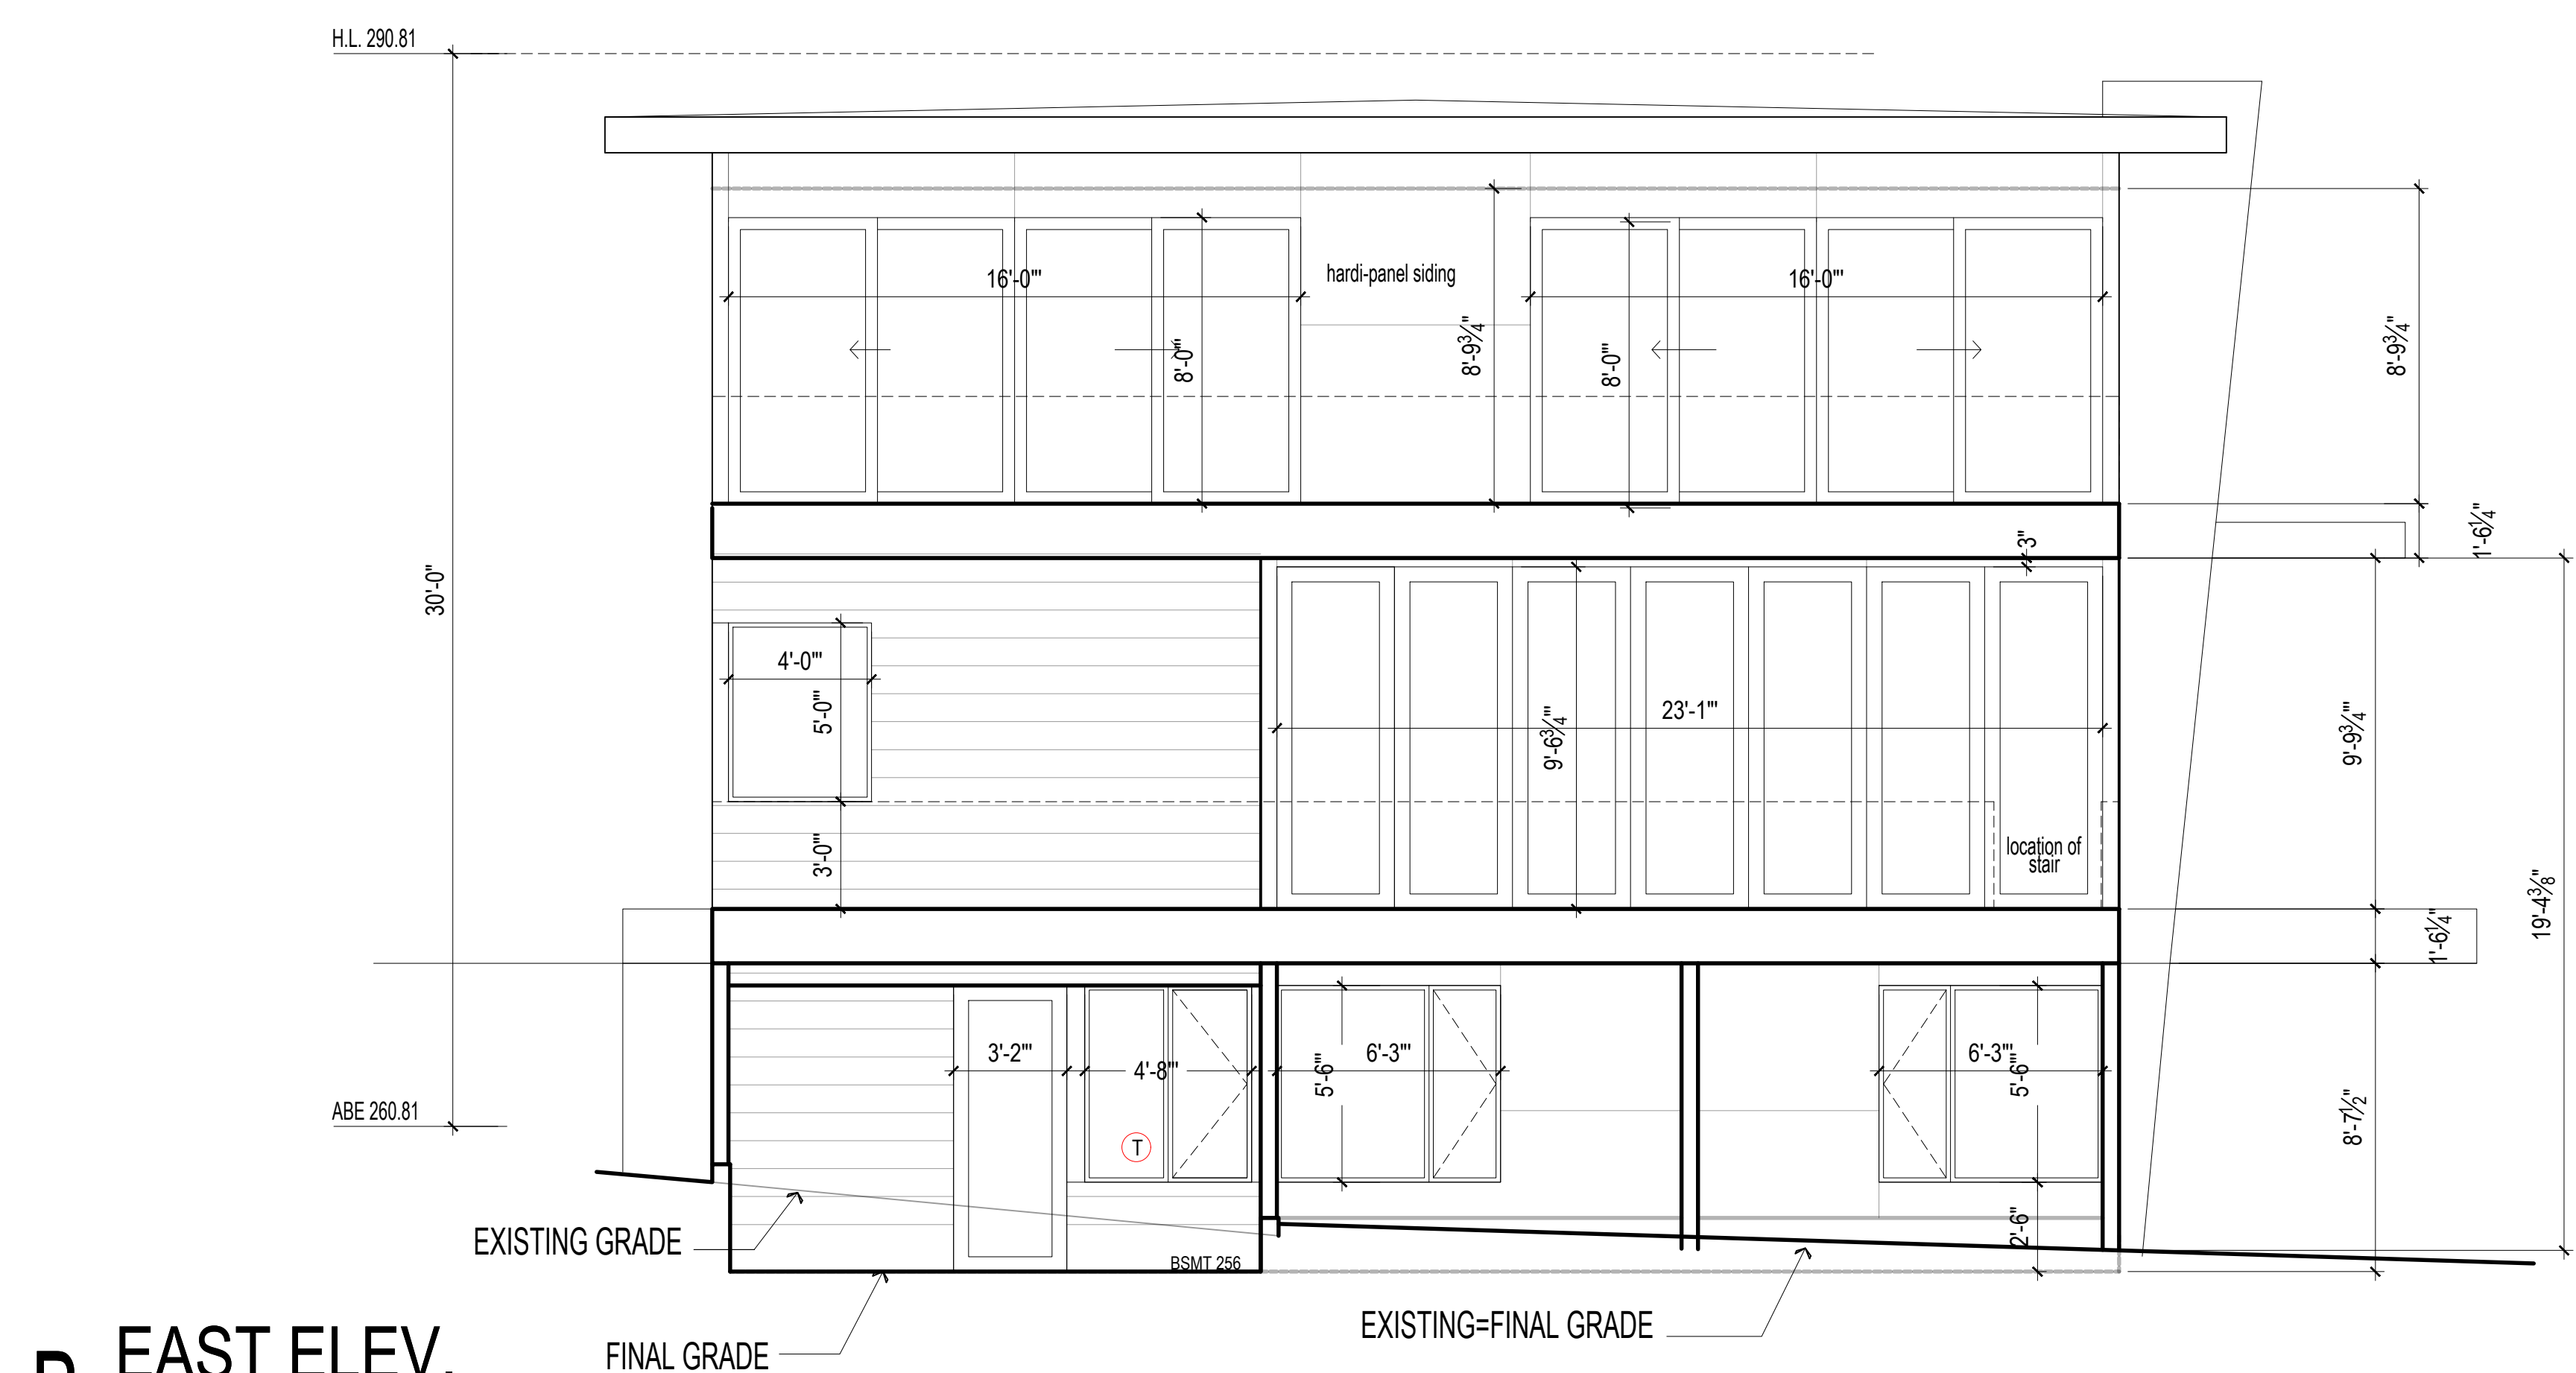 H.L. 290.81
16'-0'"
hardi-panel siding
16'-0'"
8'-0'"
8'-9¾"
8'-0'"
8'-9¾"
1'-6¼"
3"
30'-0"
4'-0'"
5'-0'"
23'-1'"
9'-6¾'"
9'-9¾'"
3'-0'"
location of
stair
19'-4⅜"
1'-6¼"
3'-2'"
4'-8'"
5'-6'"
6'-3'"
6'-3'"
5'-6'"
ABE 260.81
8'-7½"
T
2'-6"
EXISTING GRADE
BSMT 256
EXISTING=FINAL GRADE
FINAL GRADE
EAST ELEV.